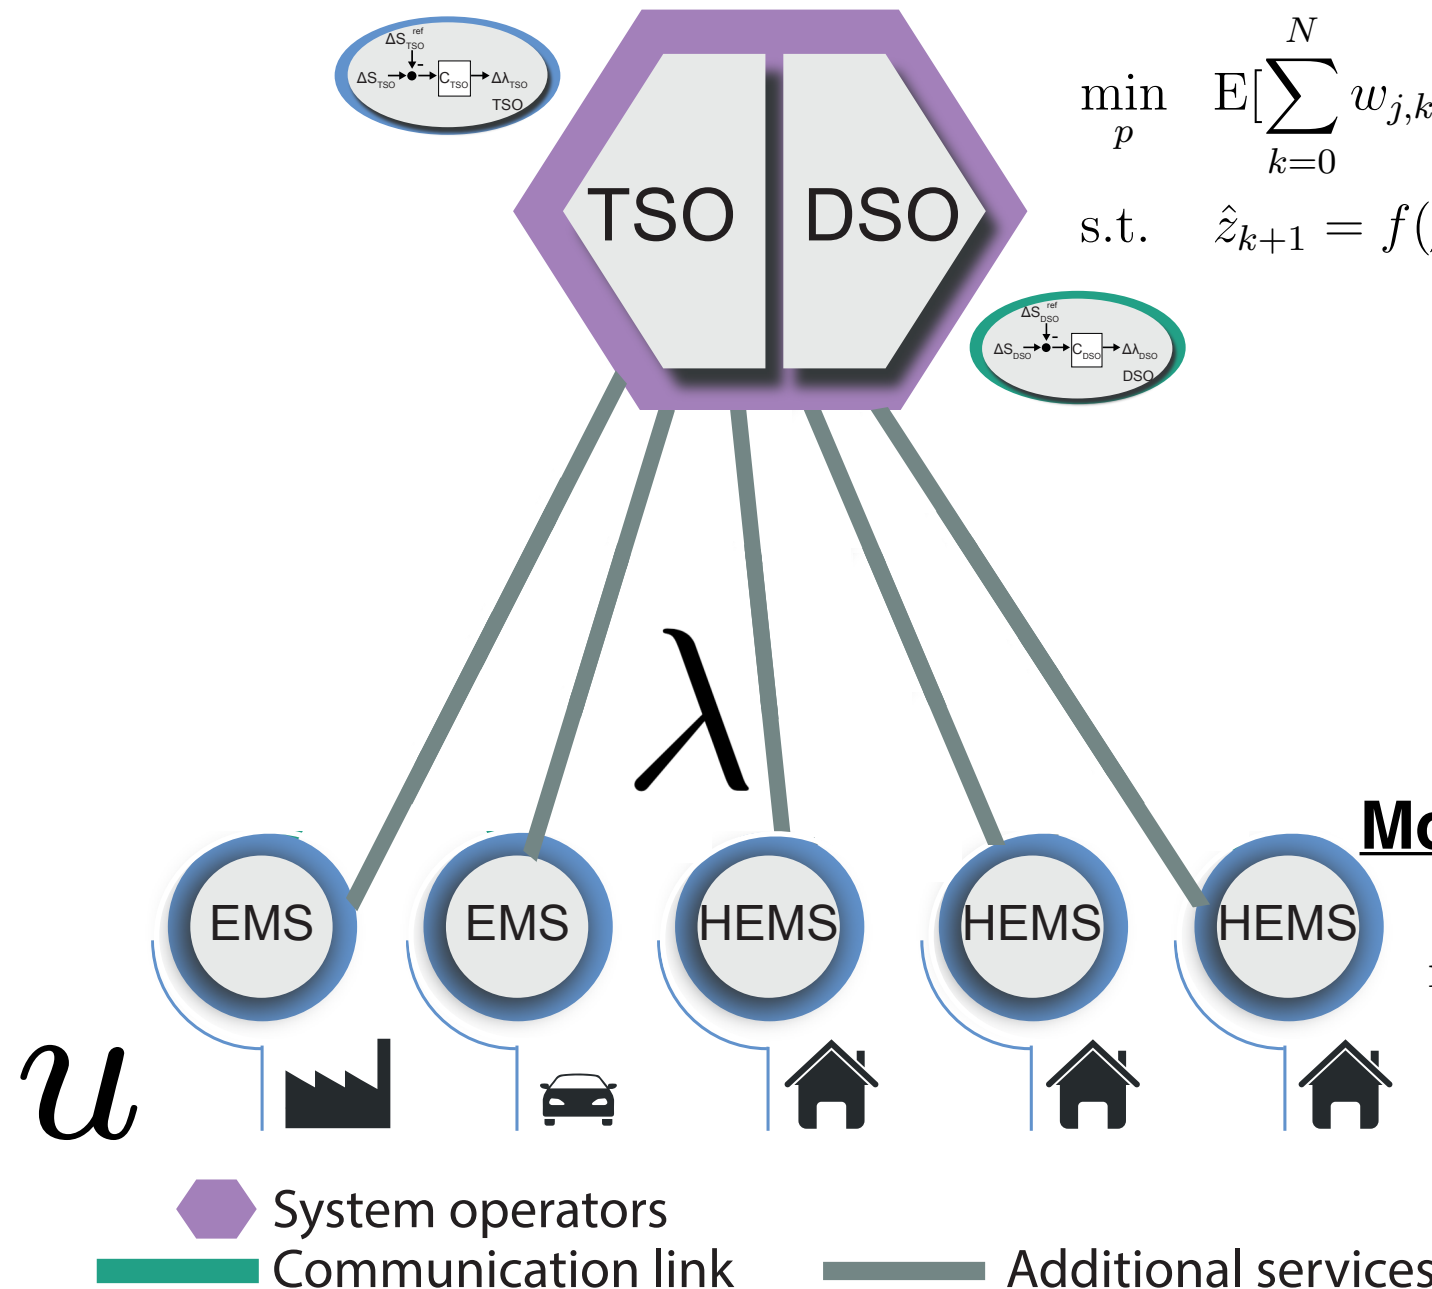 ΔS_TSO^ref
ΔS_TSO - C_TSO Δλ_TSO
TSO
TSO DSO
min_p E[∑_{k=0}^{N} w_{j,k
s.t. ẑ_{k+1} = f(
ΔS_DSO^ref
ΔS_DSO - C_DSO Δλ_DSO
DSO
λ
EMS EMS HEMS HEMS HEMS
u
System operators
Communication link Additional services